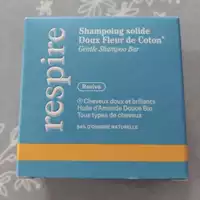 respire
Shampoing solide
Doux Fleur de Coton*
Gentle Shampoo Bar
Cheveux doux et brillants
Huile d'Amande Douce Bio
Tous types de cheveux
D'ORIGINE NATURELLE